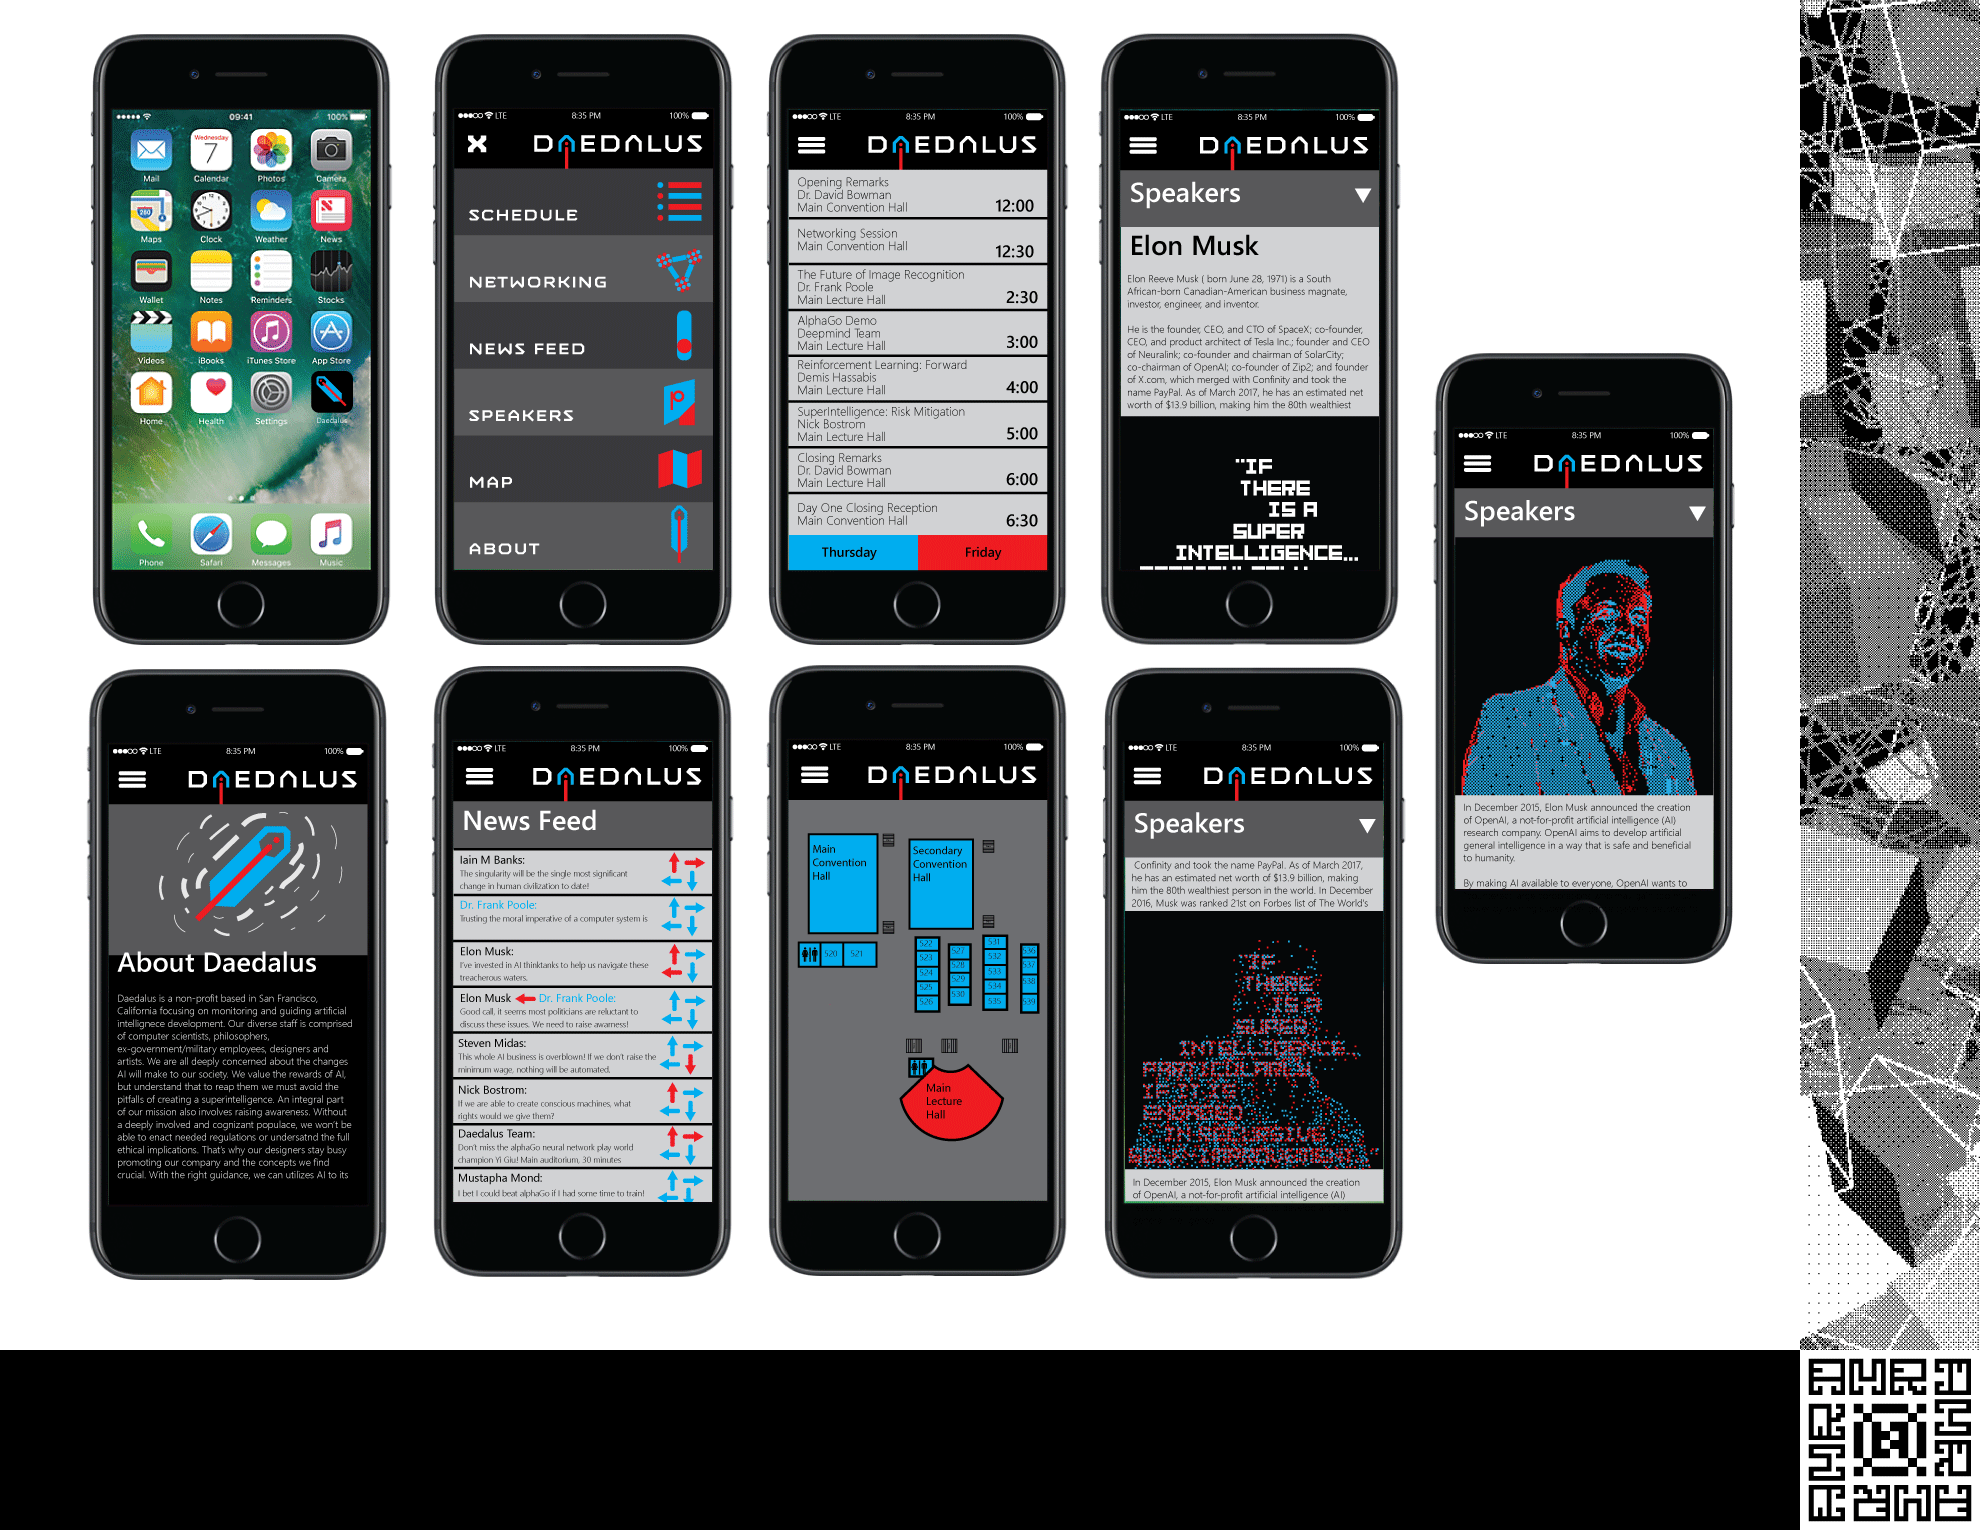 09:41
100%
Mail
Wednesday
7
Calendar
Photos
Camera
Maps
Clock
Weather
News
Wallet
Notes
Reminders
Stocks
Videos
iBooks
iTunes Store
App Store
Home
Health
Settings
Daedalus
Phone
Safari
Messages
Music
LTE 8:35 PM 100%
DAEDALUS
SCHEDULE
NETWORKING
NEWS FEED
SPEAKERS
MAP
ABOUT
LTE 8:35 PM 100%
DAEDALUS
Opening Remarks
Dr. David Bowman
Main Convention Hall 12:00
Networking Session
Main Convention Hall 12:30
The Future of Image Recognition
Dr. Frank Poole
Main Lecture Hall 2:30
AlphaGo Demo
Deepmind Team
Main Lecture Hall 3:00
Reinforcement Learning: Forward
Demis Hassabis
Main Lecture Hall 4:00
SuperIntelligence: Risk Mitigation
Nick Bostrom
Main Lecture Hall 5:00
Closing Remarks
Dr. David Bowman
Main Lecture Hall 6:00
Day One Closing Reception
Main Convention Hall 6:30
Thursday Friday
LTE 8:35 PM 100%
DAEDALUS
Speakers
Elon Musk
Elon Reeve Musk ( born June 28, 1971) is a South
African-born Canadian-American business magnate,
investor, engineer, and inventor.
He is the founder, CEO, and CTO of SpaceX; co-founder,
CEO, and product architect of Tesla Inc.; founder and CEO
of Neuralink; co-founder and chairman of SolarCity;
co-chairman of OpenAI; co-founder of Zip2; and founder
of X.com, which merged with Confinity and took the
name PayPal. As of March 2017, he has an estimated net
worth of $13.9 billion, making him the 80th wealthiest
"IF
THERE
IS A
SUPER
INTELLIGENCE...
LTE 8:35 PM 100%
DAEDALUS
Speakers
In December 2015, Elon Musk announced the creation
of OpenAI, a not-for-profit artificial intelligence (AI)
research company. OpenAI aims to develop artificial
general intelligence in a way that is safe and beneficial
to humanity.
By making AI available to everyone, OpenAI wants to
LTE 8:35 PM 100%
DAEDALUS
About Daedalus
Daedalus is a non-profit based in San Francisco,
California focusing on monitoring and guiding artificial
intelligence development. Our diverse staff is comprised
of computer scientists, philosophers,
ex-government/military employees, designers and
artists. We are all deeply concerned about the changes
AI will make to our society. We value the rewards of AI,
but understand that to reap them we must avoid the
pitfalls of creating a superintelligence. An integral part
of our mission also involves raising awareness. Without
a deeply involved and cognizant populace, we won't be
able to enact needed regulations or undersatnd the full
ethical implications. That's why our designers stay busy
promoting our company and the concepts we find
crucial. With the right guidance, we can utilizes AI to its
LTE 8:35 PM 100%
DAEDALUS
News Feed
Iain M Banks:
The singularity will be the single most significant
change in human civilization to date!
Dr. Frank Poole:
Trusting the moral imperative of a computer system is
Elon Musk:
I've invested in AI thinktanks to help us navigate these
treacherous waters.
Elon Musk Dr. Frank Poole:
Good call, it seems most politicians are reluctant to
discuss these issues. We need to raise awarness!
Steven Midas:
This whole AI business is overblown! If we don't raise the
minimum wage, nothing will be automated.
Nick Bostrom:
If we are able to create conscious machines, what
rights would we give them?
Daedalus Team:
Don't miss the alphaGo neural network play world
champion Yi Giu! Main auditorium, 30 minutes
Mustapha Mond:
I bet I could beat alphaGo if I had some time to train!
LTE 8:35 PM 100%
DAEDALUS
Main
Convention
Hall
Secondary
Convention
Hall
520 521
522
523
524
525
526
527
528
529
530
531
532
533
534
535
536
537
538
539
Main
Lecture
Hall
LTE 8:35 PM 100%
DAEDALUS
Speakers
Confinity and took the name PayPal. As of March 2017,
he has an estimated net worth of $13.9 billion, making
him the 80th wealthiest person in the world. In December
2016, Musk was ranked 21st on Forbes list of The World's
"IF
THERE
IS A
SUPER
INTELLIGENCE...
PARTICULARLY
IF IT IS
ENGAGED
IN RECURSIVE
SELF-IMPROVEMENT..."
In December 2015, Elon Musk announced the creation
of OpenAI, a not-for-profit artificial intelligence (AI)